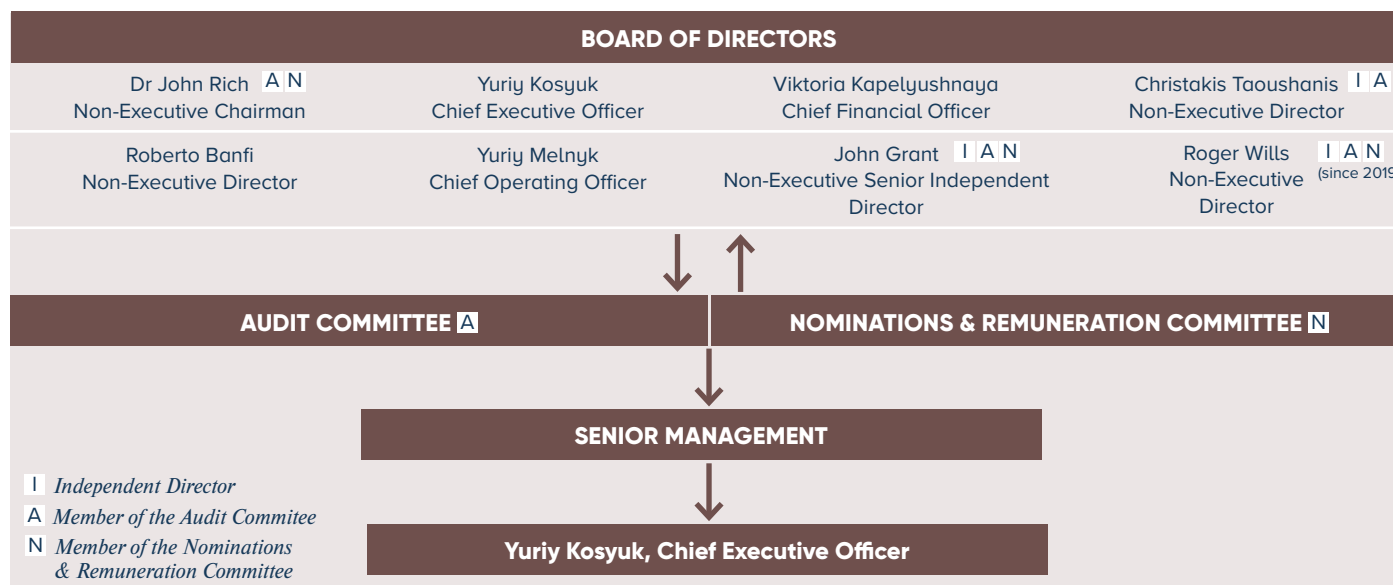 BOARD OF DIRECTORS
Dr John Rich A N
Non-Executive Chairman
Yuriy Kosyuk
Chief Executive Officer
Viktoria Kapelyushnaya
Chief Financial Officer
Christakis Taoushanis I A
Non-Executive Director
Roberto Banfi
Non-Executive Director
Yuriy Melnyk
Chief Operating Officer
John Grant I A N
Non-Executive Senior Independent
Director
Roger Wills I A N
Non-Executive (since 2019
Director
AUDIT COMMITTEE A
NOMINATIONS & REMUNERATION COMMITTEE N
SENIOR MANAGEMENT
I Independent Director
A Member of the Audit Commitee
N Member of the Nominations
& Remuneration Committee
Yuriy Kosyuk, Chief Executive Officer